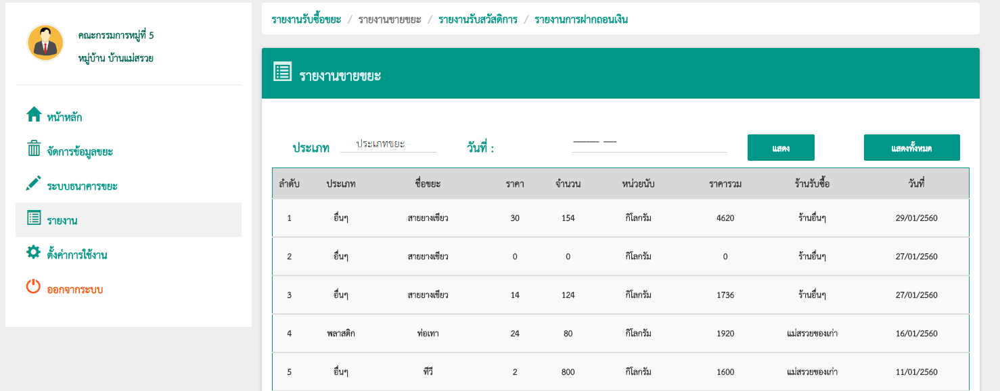 คณะกรรมการหมู่ที่ 5
หมู่บ้าน บ้านแม่สรวย
หน้าหลัก
จัดการข้อมูลขยะ
ระบบธนาคารขยะ
รายงาน
ตั้งค่าการใช้งาน
ออกจากระบบ
รายงานรับซื้อขยะ / รายงานขายขยะ / รายงานรับสวัสดิการ / รายงานการฝากถอนเงิน
รายงานขายขยะ
ประเภท ประเภทขยะ วันที่ : แสดง แสดงทั้งหมด
ลำดับ ประเภท ชื่อขยะ ราคา จำนวน หน่วยนับ ราคารวม ร้านรับซื้อ วันที่
1 อื่นๆ สายยางเขียว 30 154 กิโลกรัม 4620 ร้านอื่นๆ 29/01/2560
2 อื่นๆ สายยางเขียว 0 0 กิโลกรัม 0 ร้านอื่นๆ 27/01/2560
3 อื่นๆ สายยางเขียว 14 124 กิโลกรัม 1736 ร้านอื่นๆ 27/01/2560
4 พลาสติก ท่อเทา 24 80 กิโลกรัม 1920 แม่สรวยของเก่า 16/01/2560
5 อื่นๆ ทีวี 2 800 กิโลกรัม 1600 แม่สรวยของเก่า 11/01/2560